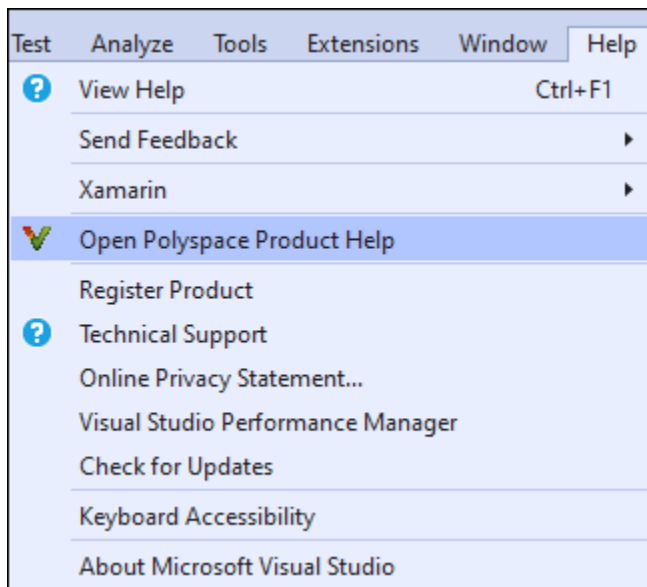 Test Analyze Tools Extensions Window Help
View Help Ctrl+F1
Send Feedback
Xamarin
Open Polyspace Product Help
Register Product
Technical Support
Online Privacy Statement...
Visual Studio Performance Manager
Check for Updates
Keyboard Accessibility
About Microsoft Visual Studio